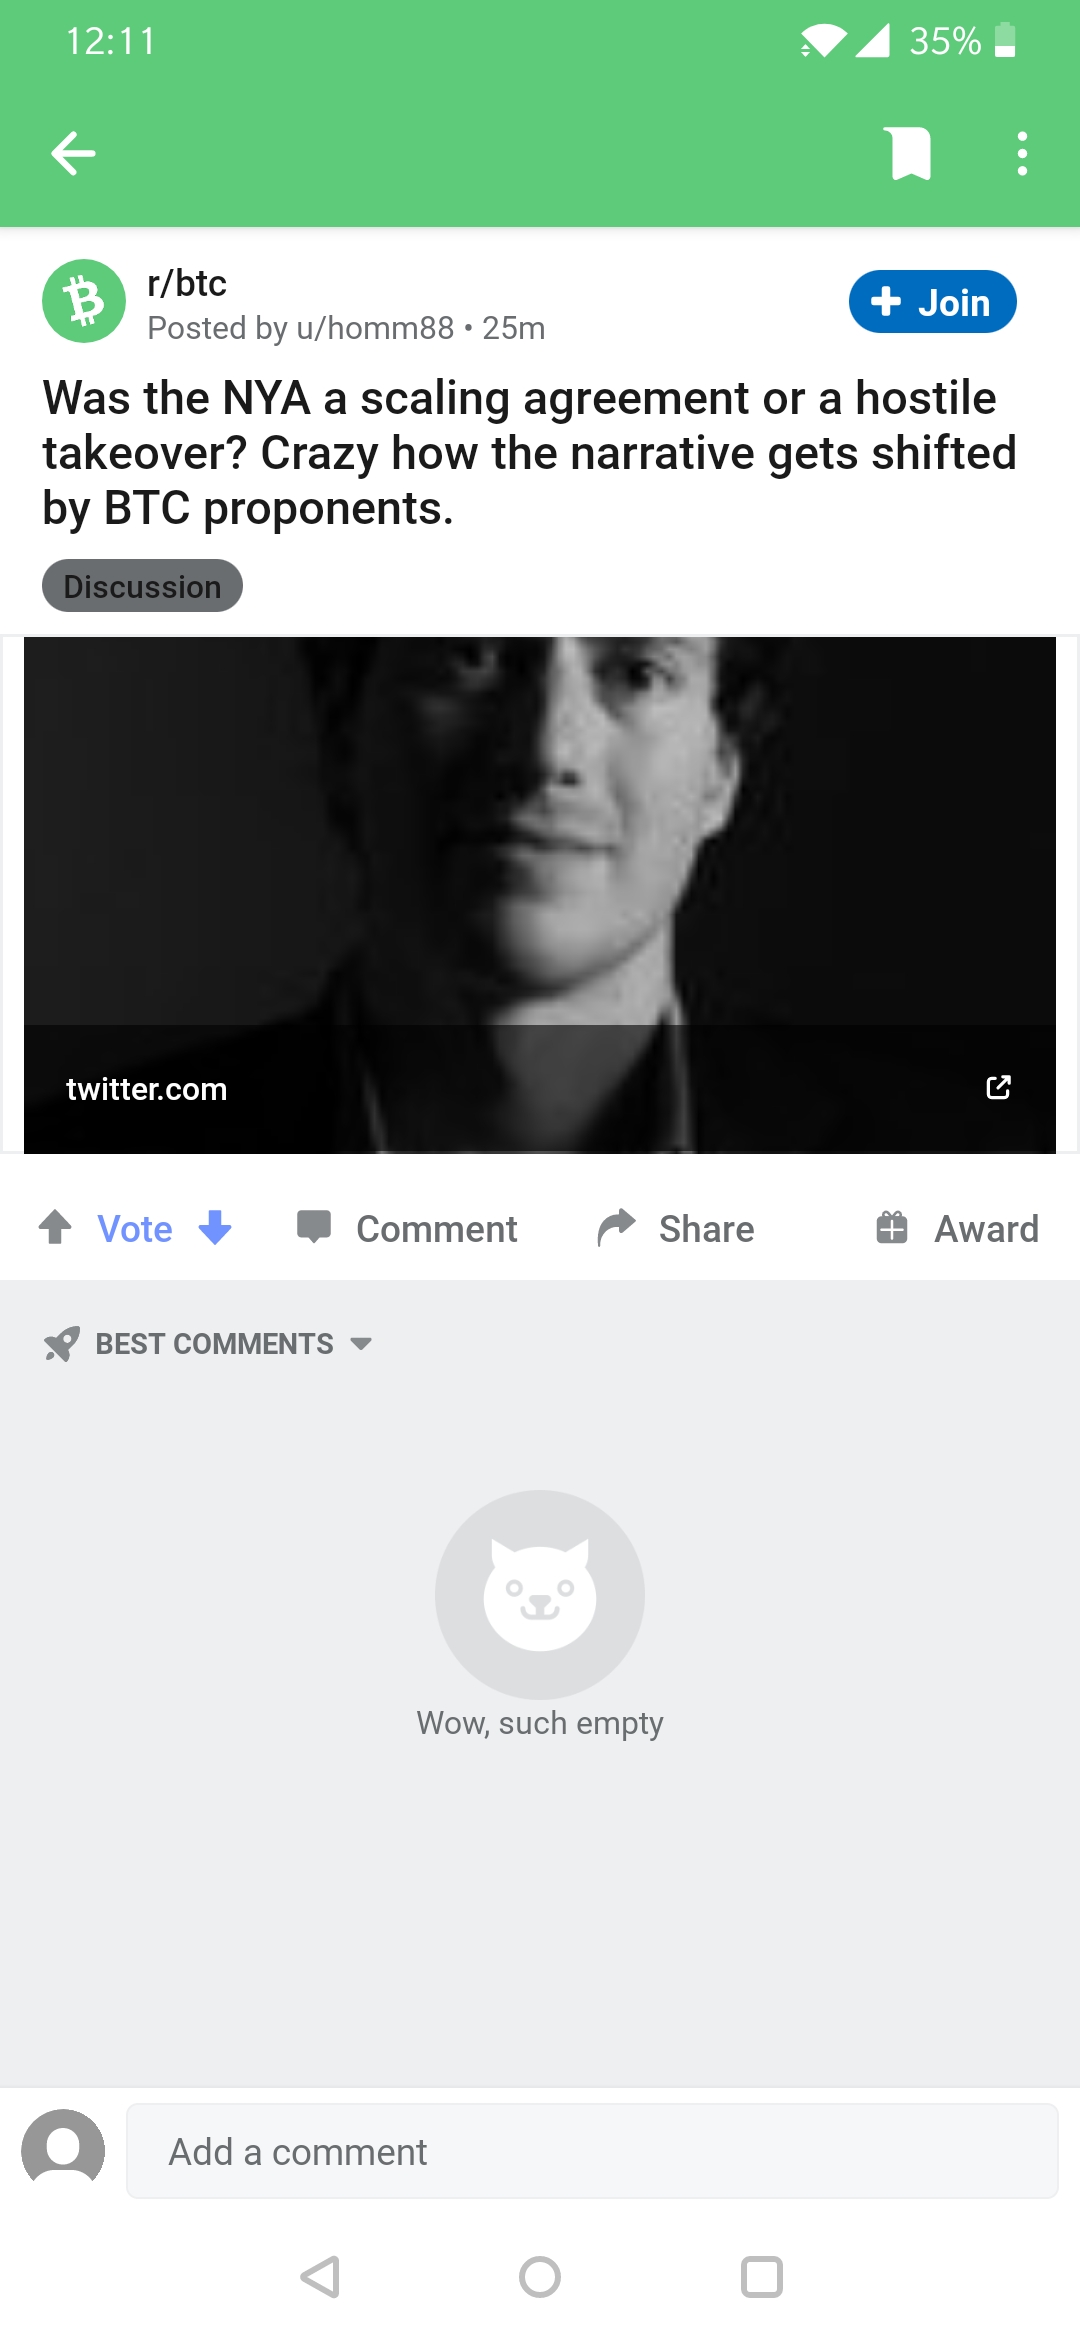 12:11
35%
r/btc
Join
Posted by u/homm88 • 25m
Was the NYA a scaling agreement or a hostile
takeover? Crazy how the narrative gets shifted
by BTC proponents.
Discussion
twitter.com
Vote
Comment
Share
Award
BEST COMMENTS
Wow, such empty
Add a comment